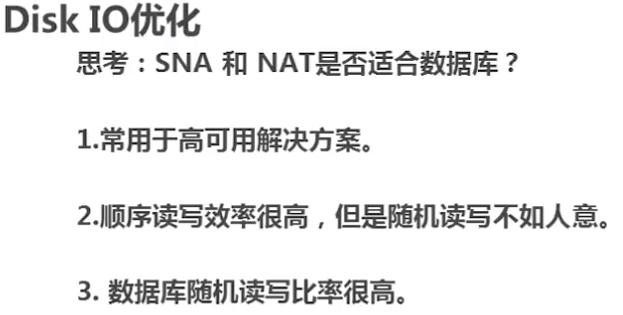 Disk IO优化
思考：SNA 和 NAT是否适合数据库？
1.常用于高可用解决方案。
2.顺序读写效率很高，但是随机读写不如人意。
3. 数据库随机读写比率很高。